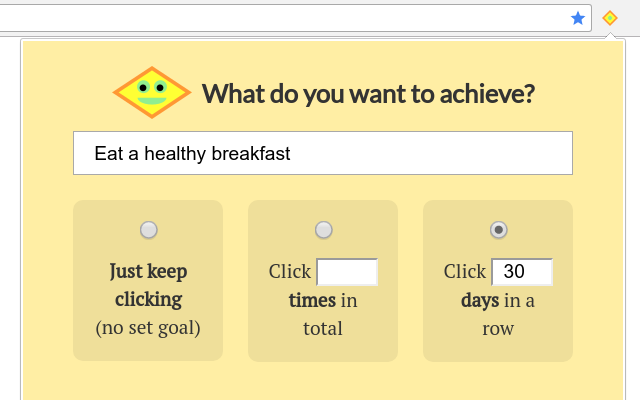 What do you want to achieve?
Eat a healthy breakfast
Just keep
clicking
(no set goal)
Click
times in
total
Click 30
days in a
row